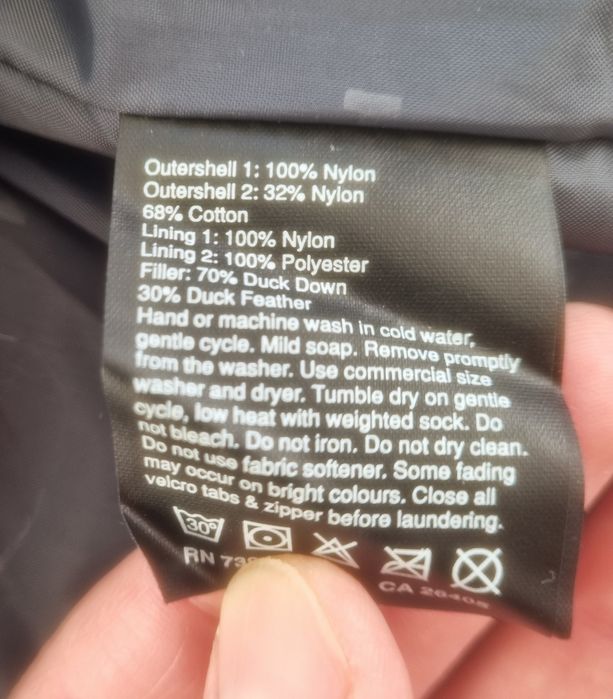 Outershell 1: 100% Nylon
Outershell 2: 32% Nylon
68% Cotton
Lining 1: 100% Nylon
Lining 2: 100% Polyester
Filler: 70% Duck Down
30% Duck Feather
Hand or machine wash in cold water,
gentle cycle. Mild soap. Remove promptly
from the washer. Use commercial size
washer and dryer. Tumble dry on gentle
cycle, low heat with weighted sock. Do
not bleach. Do not iron. Do not dry clean.
Do not use fabric softener. Some fading
may occur on bright colours. Close all
velcro tabs & zipper before laundering.
30°
RN CA